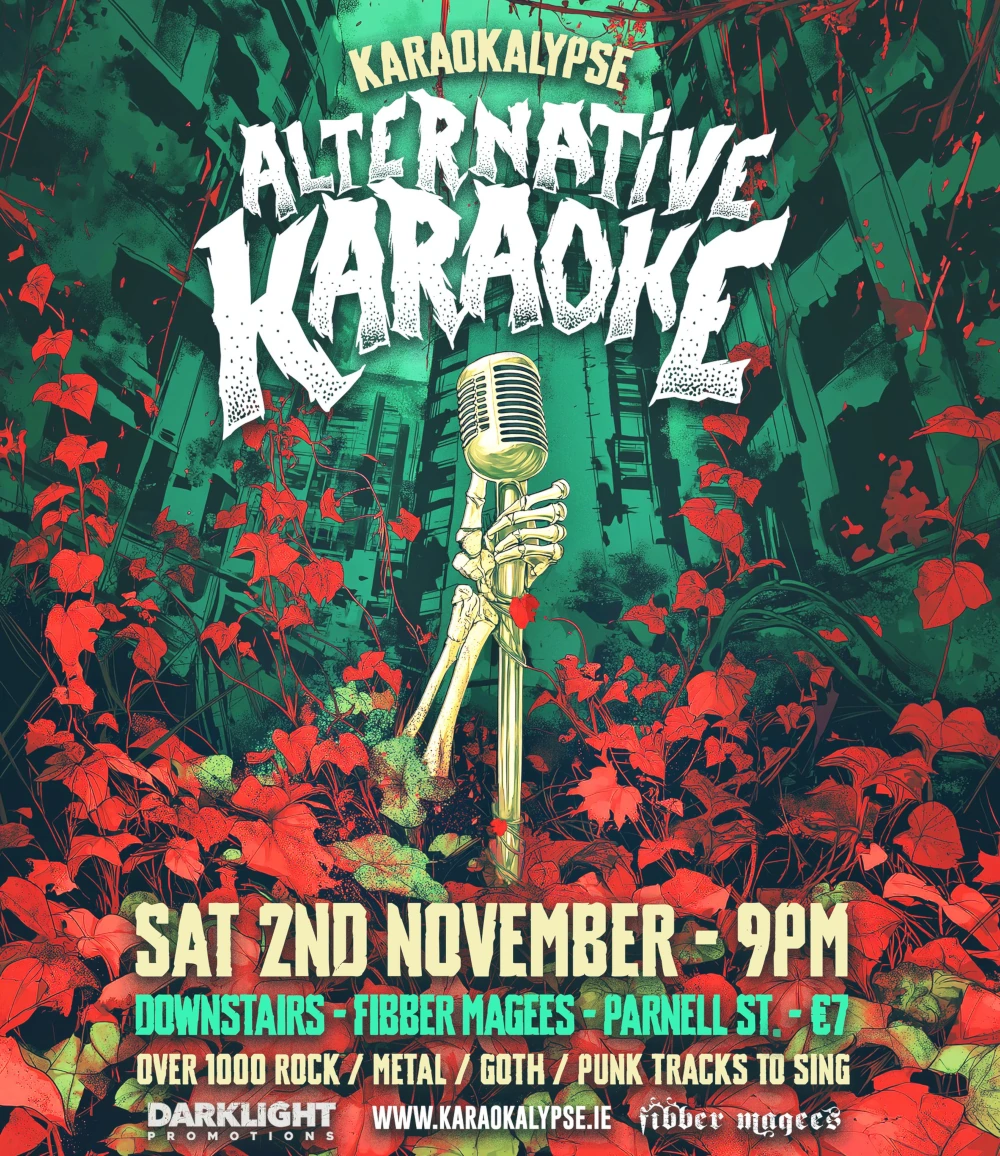 KARAOKALYPSE
ALTERNATiVE
KARAOKE
SAT 2ND NOVEMBER - 9PM
DOWNSTAIRS - FIBBER MAGEES - PARNELL ST. - €7
OVER 1000 ROCK / METAL / GOTH / PUNK TRACKS TO SING
DARKLIGHT
PROMOTIONS
WWW.KARAOKALYPSE.IE
fibber magees